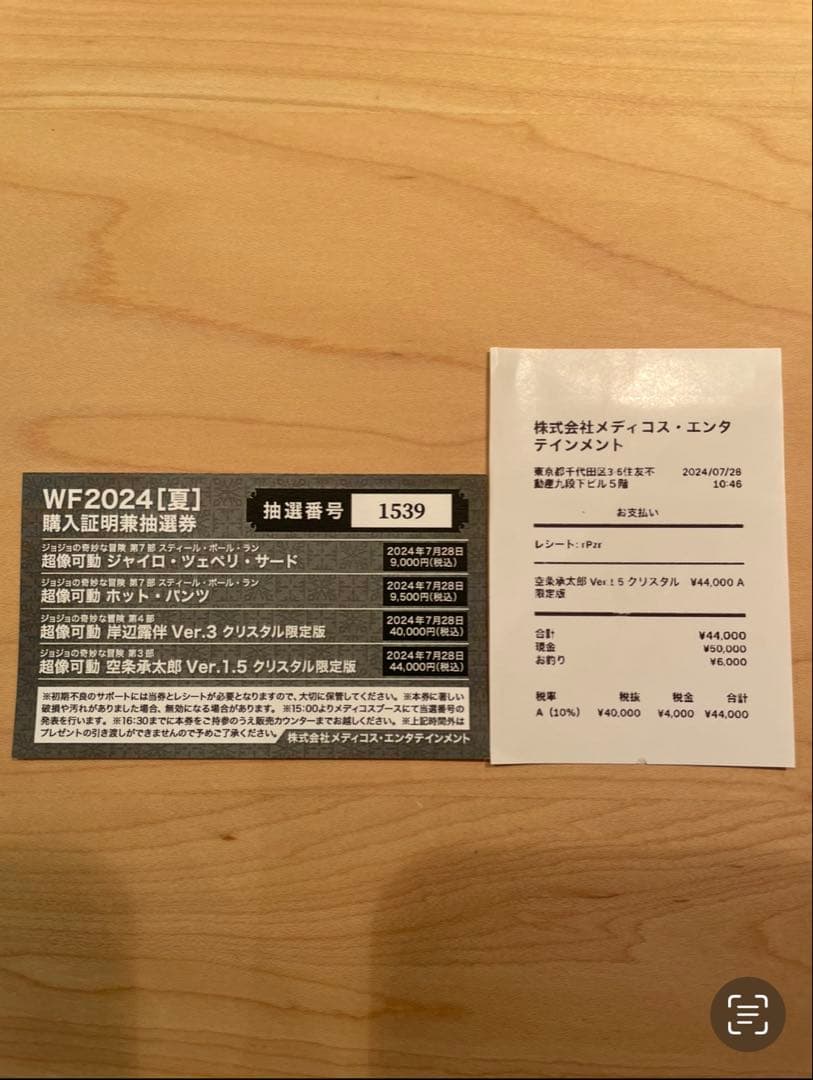 WF2024[夏]
購入証明兼抽選券
抽選番号
1539
ジョジョの奇妙な冒険 第7部 スティール・ボール・ラン
超像可動 ジャイロ・ツェペリ・サード
2024年7月28日
9,000円(税込)
ジョジョの奇妙な冒険 第7部 スティール・ボール・ラン
超像可動 ホット・パンツ
2024年7月28日
9,500円(税込)
ジョジョの奇妙な冒険 第4部
超像可動 岸辺露伴 Ver.3 クリスタル限定版
2024年7月28日
40,000円(税込)
ジョジョの奇妙な冒険 第3部
超像可動 空条承太郎 Ver.1.5 クリスタル限定版
2024年7月28日
44,000円(税込)
※初期不良のサポートには当券とレシートが必要となりますので、大切に保管してください。※本券に著しい
破損や汚れがありました場合、無効になる場合があります。※15:00よりメディコスブースにて当選番号の
発表を行います。※16:30までに本券をご持参のうえ販売カウンターまでお越しください。※上記時間外は
プレゼントの引き渡しができませんので予めご了承ください。
株式会社メディコス・エンタテインメント
株式会社メディコス・エンタ
テインメント
東京都千代田区3-5住友不
動産九段下ビル5階
2024/07/28
10:46
お支払い
レシート: rPzr
空条承太郎 Ver.1.5 クリスタル
限定版
¥44,000 A
合計 ¥44,000
現金 ¥50,000
お釣り ¥6,000
税率 税抜 税金 合計
A (10%) ¥40,000 ¥4,000 ¥44,000